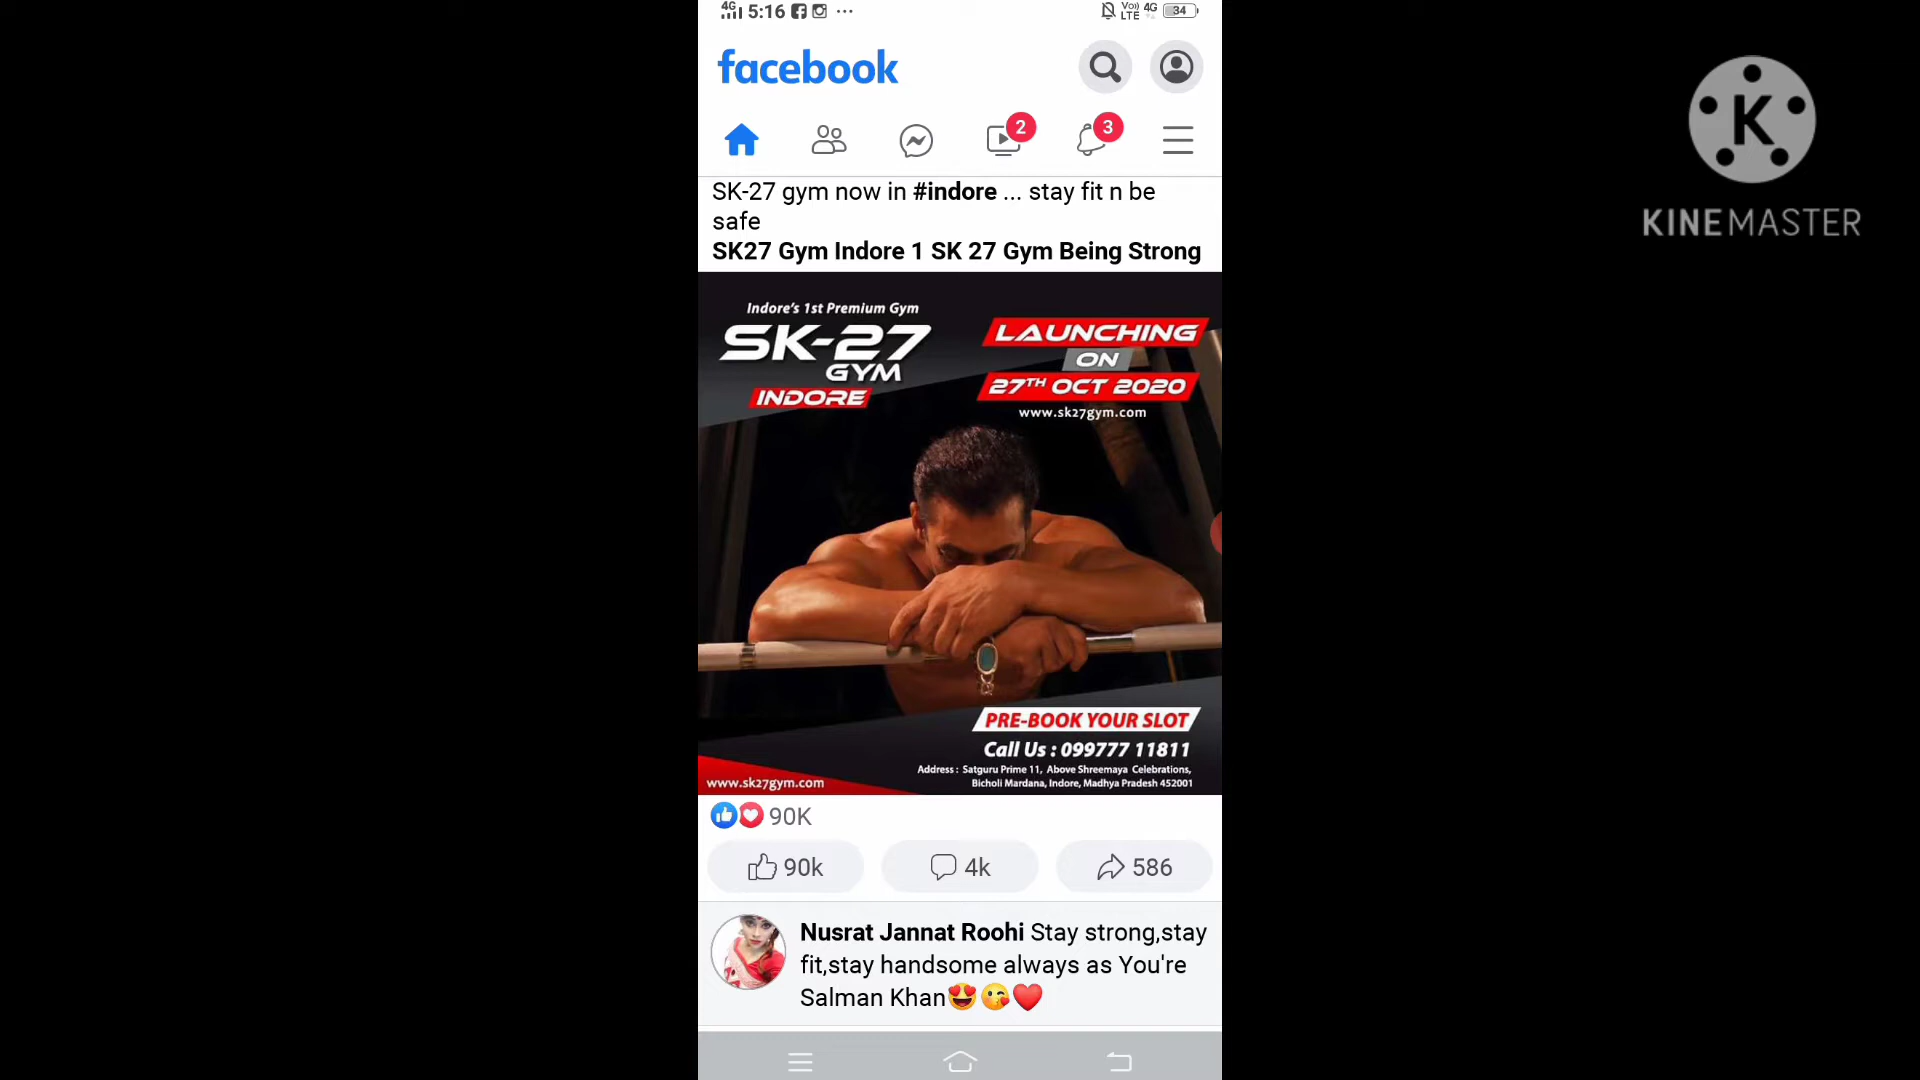 4G 5:16
VoLTE 4G 34
KINEMASTER
K
facebook
2
3
SK-27 gym now in #indore ... stay fit n be
safe
SK27 Gym Indore 1 SK 27 Gym Being Strong
Indore's 1st Premium Gym
SK-27
GYM
INDORE
LAUNCHING
ON
27TH OCT 2020
www.sk27gym.com
PRE-BOOK YOUR SLOT
Call Us : 099777 11811
Address : Satguru Prime 11, Above Shreemaya Celebrations,
Bicholi Mardana, Indore, Madhya Pradesh 452001
www.sk27gym.com
90K
90k
4k
586
Nusrat Jannat Roohi Stay strong,stay
fit,stay handsome always as You're
Salman Khan😍😘❤️